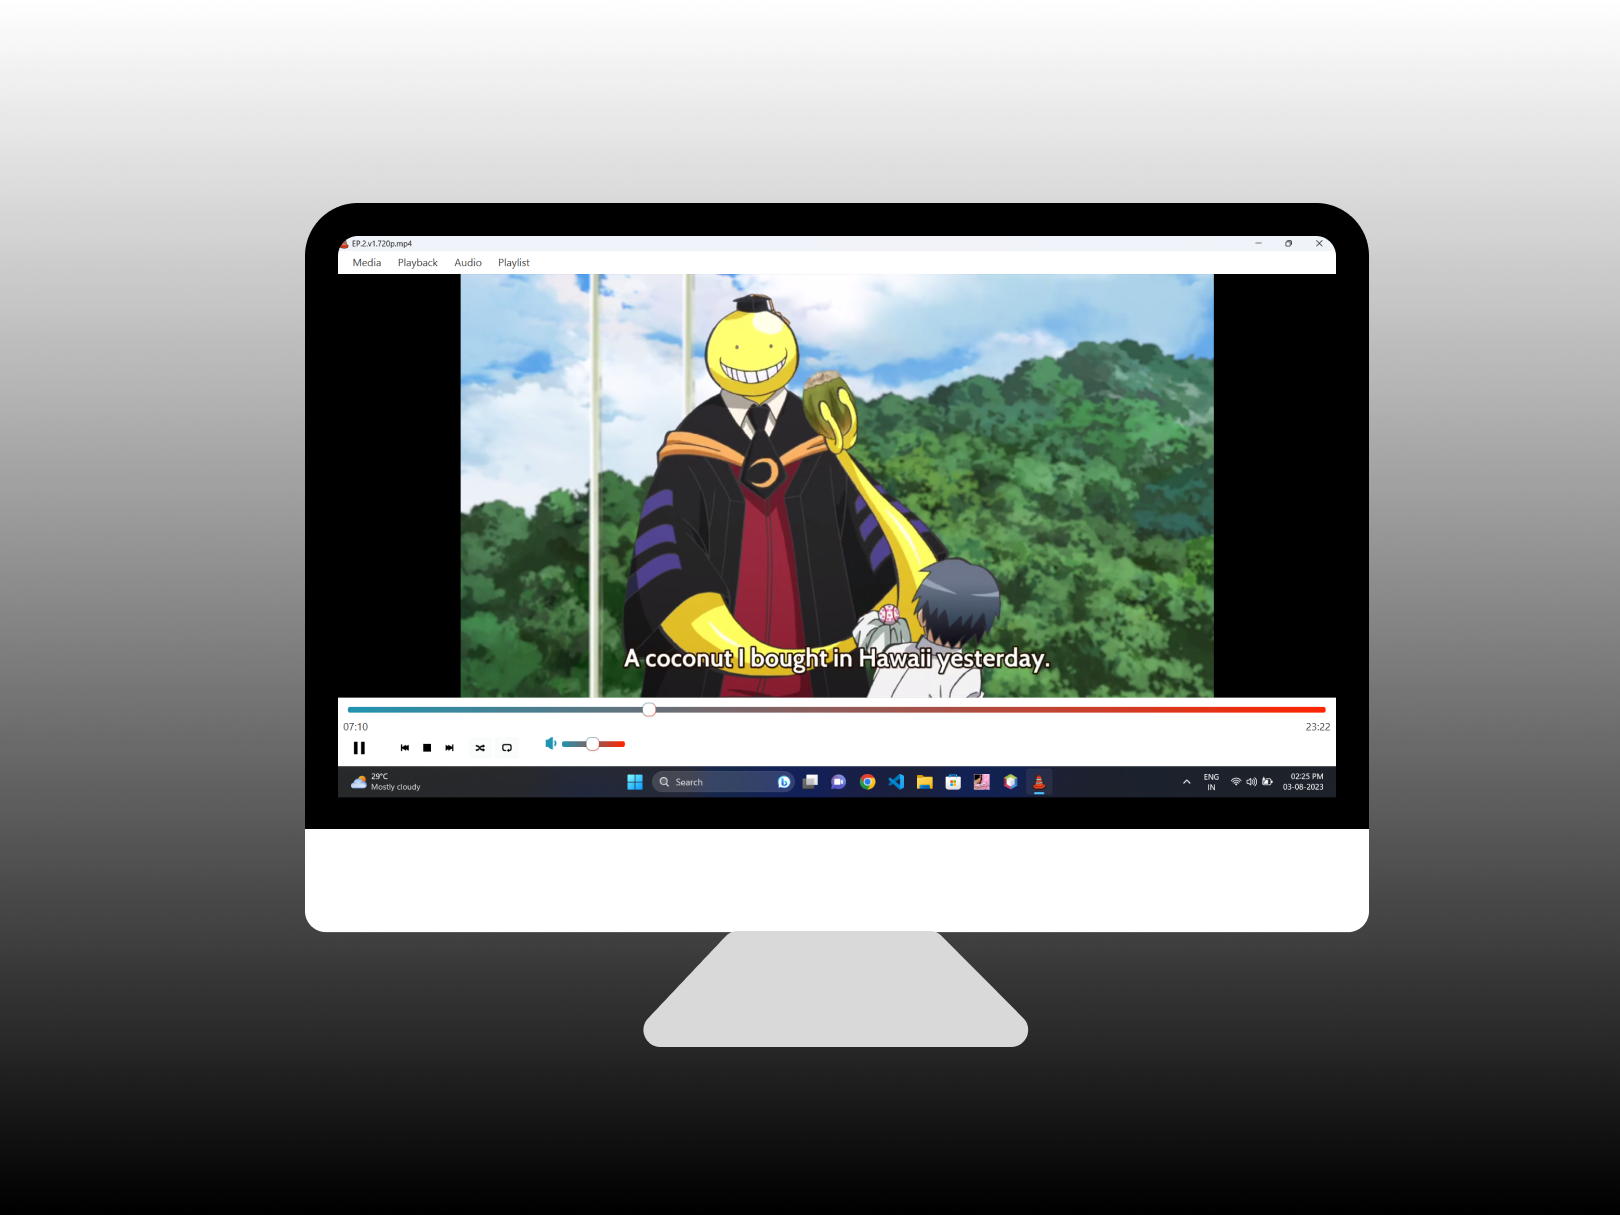 EP.2.v1.720p.mp4
Media Playback Audio Playlist
A coconut I bought in Hawaii yesterday.
07:10 23:22
29°C
Mostly cloudy
Search
ENG
IN
02:25 PM
03-08-2023